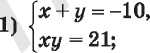 1) { x + y = –10,
xy = 21;